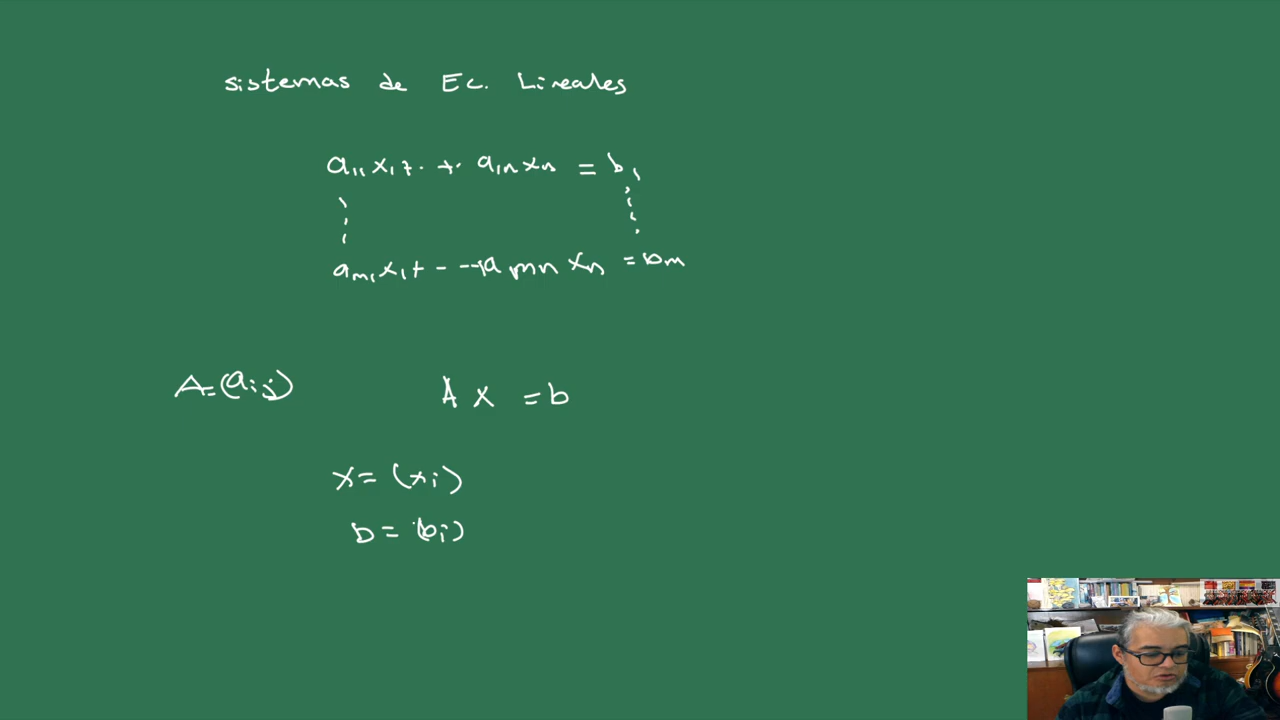 sistemas de Ec. Lineales
a₁₁x₁+..+..a₁ₙxₙ = b₁
aₘ₁x₁+ - --+aₘₙ xₙ = bₘ
A=(aᵢⱼ)
A x = b
x = (xᵢ)
b = (bᵢ)